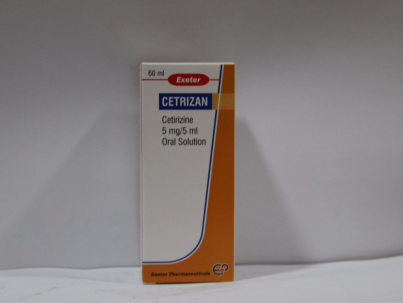 60 ml
Exeter
CETRIZAN
Cetirizine
5 mg/5 ml
Oral Solution
Exeter Pharmaceuticals